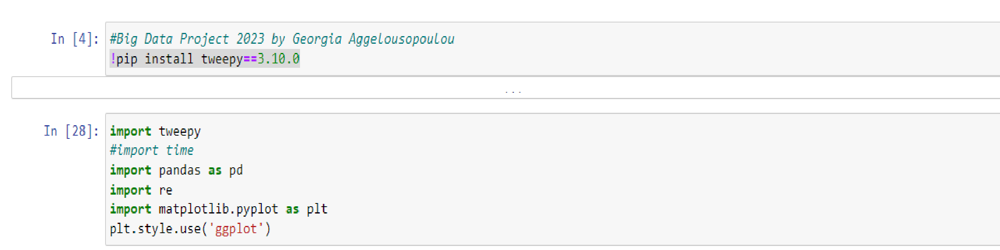 In [4]: #Big Data Project 2023 by Georgia Aggelousopoulou
!pip install tweepy==3.10.0
...
In [28]: import tweepy
#import time
import pandas as pd
import re
import matplotlib.pyplot as plt
plt.style.use('ggplot')